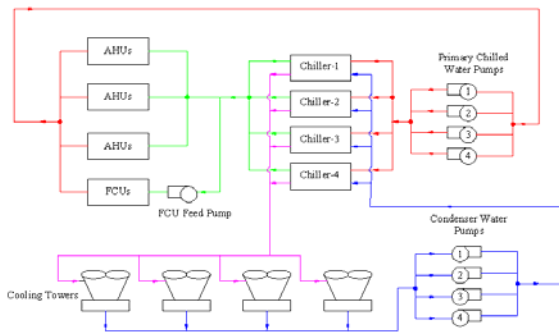 AHUs
AHUs
AHUs
FCUs
FCU Feed Pump
Chiller-1
Chiller-2
Chiller-3
Chiller-4
Primary Chilled
Water Pumps
1
2
3
4
Condenser Water
Pumps
1
2
3
4
Cooling Towers